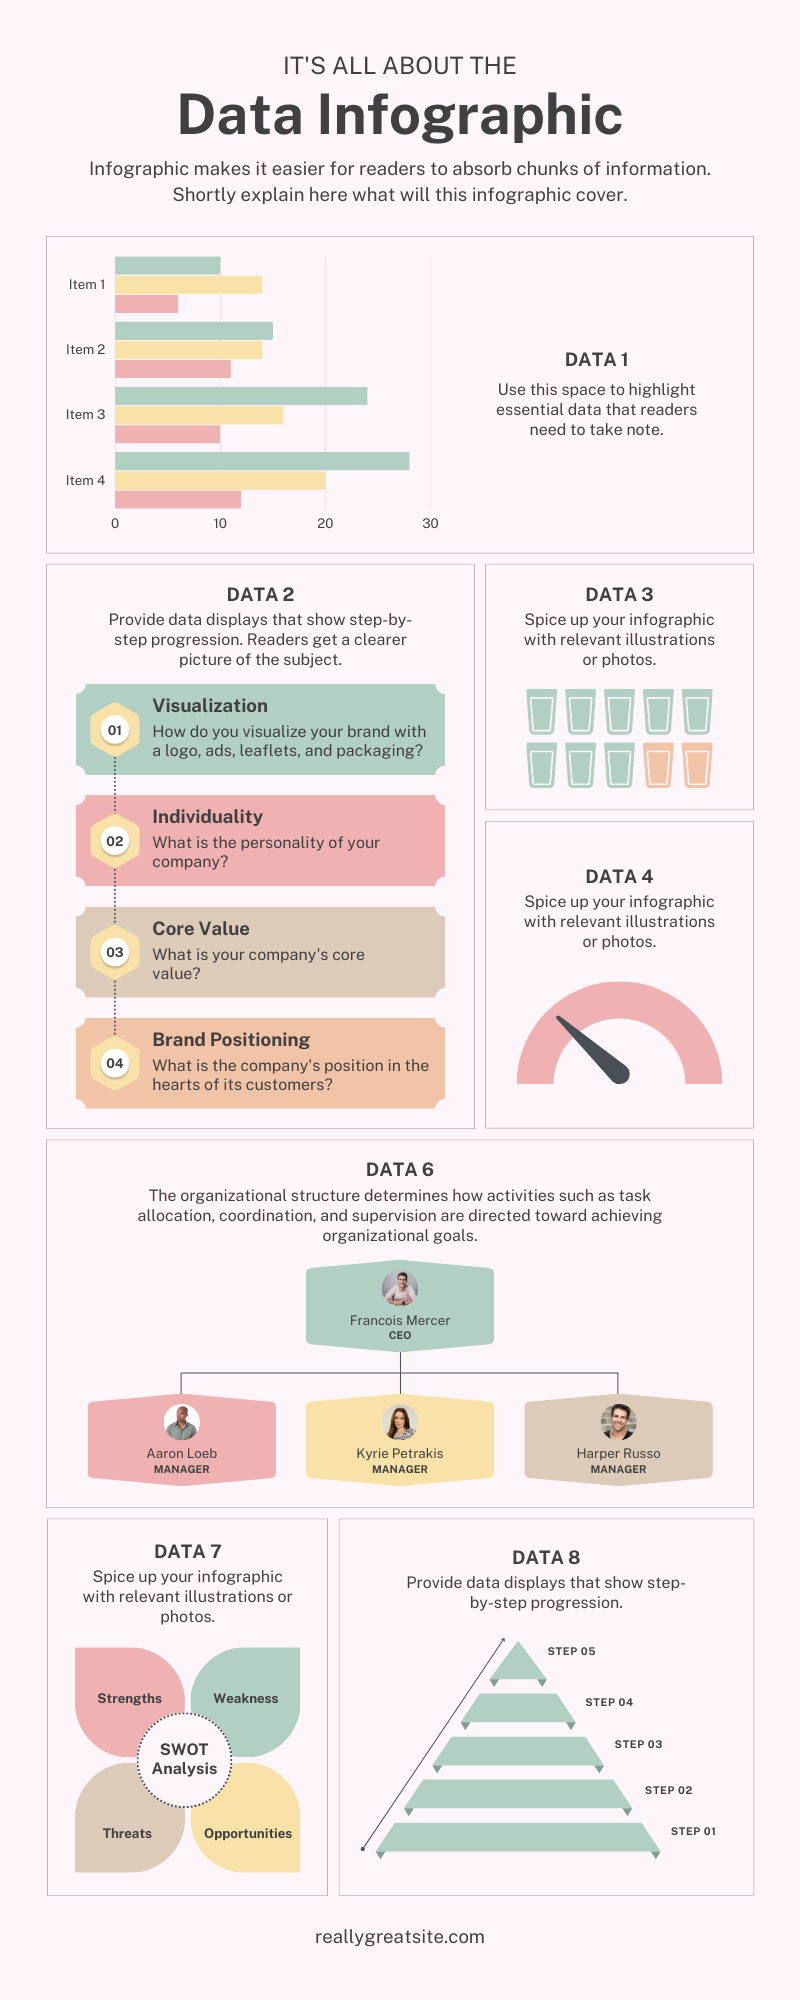 IT'S ALL ABOUT THE
Data Infographic
Infographic makes it easier for readers to absorb chunks of information.
Shortly explain here what will this infographic cover.
Item 1
Item 2
Item 3
Item 4
0 10 20 30
DATA 1
Use this space to highlight
essential data that readers
need to take note.
DATA 2
Provide data displays that show step-by-
step progression. Readers get a clearer
picture of the subject.
01
Visualization
How do you visualize your brand with
a logo, ads, leaflets, and packaging?
02
Individuality
What is the personality of your
company?
03
Core Value
What is your company's core
value?
04
Brand Positioning
What is the company's position in the
hearts of its customers?
DATA 3
Spice up your infographic
with relevant illustrations
or photos.
DATA 4
Spice up your infographic
with relevant illustrations
or photos.
DATA 6
The organizational structure determines how activities such as task
allocation, coordination, and supervision are directed toward achieving
organizational goals.
Francois Mercer
CEO
Aaron Loeb
MANAGER
Kyrie Petrakis
MANAGER
Harper Russo
MANAGER
DATA 7
Spice up your infographic
with relevant illustrations or
photos.
Strengths
Weakness
SWOT
Analysis
Threats
Opportunities
DATA 8
Provide data displays that show step-
by-step progression.
STEP 05
STEP 04
STEP 03
STEP 02
STEP 01
reallygreatsite.com